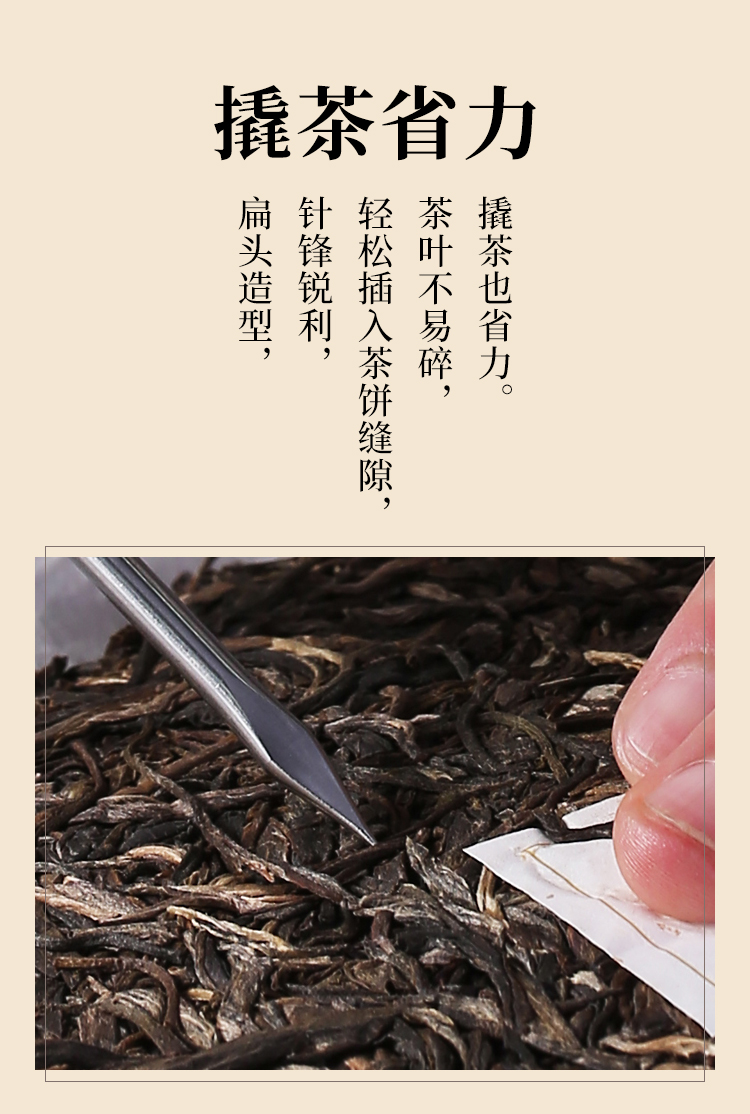 撬茶省力
扁头造型，
针锋锐利，
轻松插入茶饼缝隙，
茶叶不易碎，
撬茶也省力。